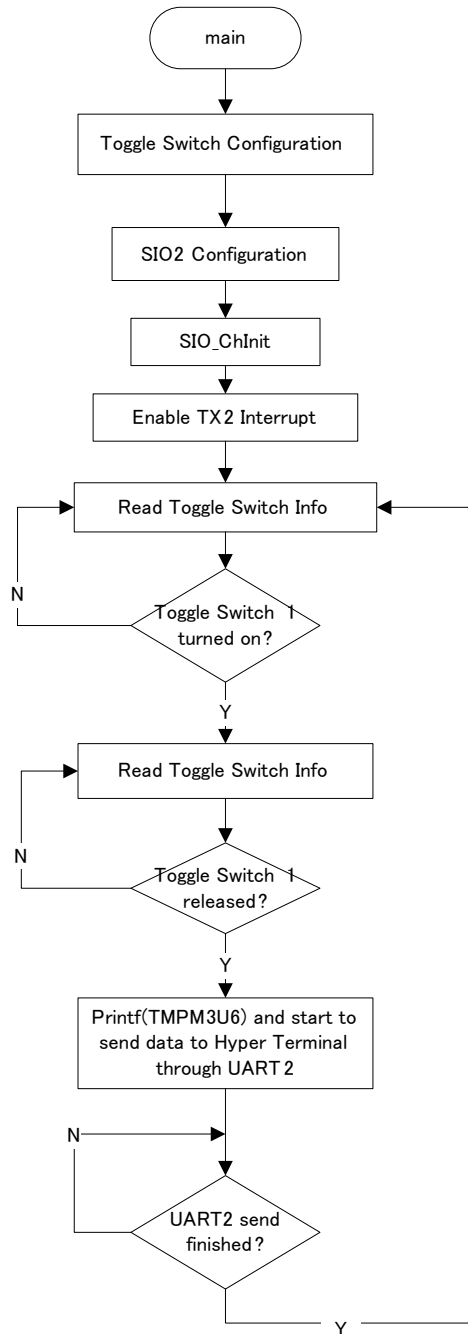 main
Toggle Switch Configuration
SIO2 Configuration
SIO_ChInit
Enable TX2 Interrupt
Read Toggle Switch Info
N
Toggle Switch 1
turned on?
Y
Read Toggle Switch Info
N
Toggle Switch 1
released?
Y
Printf(TMPM3U6) and start to
send data to Hyper Terminal
through UART2
N
UART2 send
finished?
Y